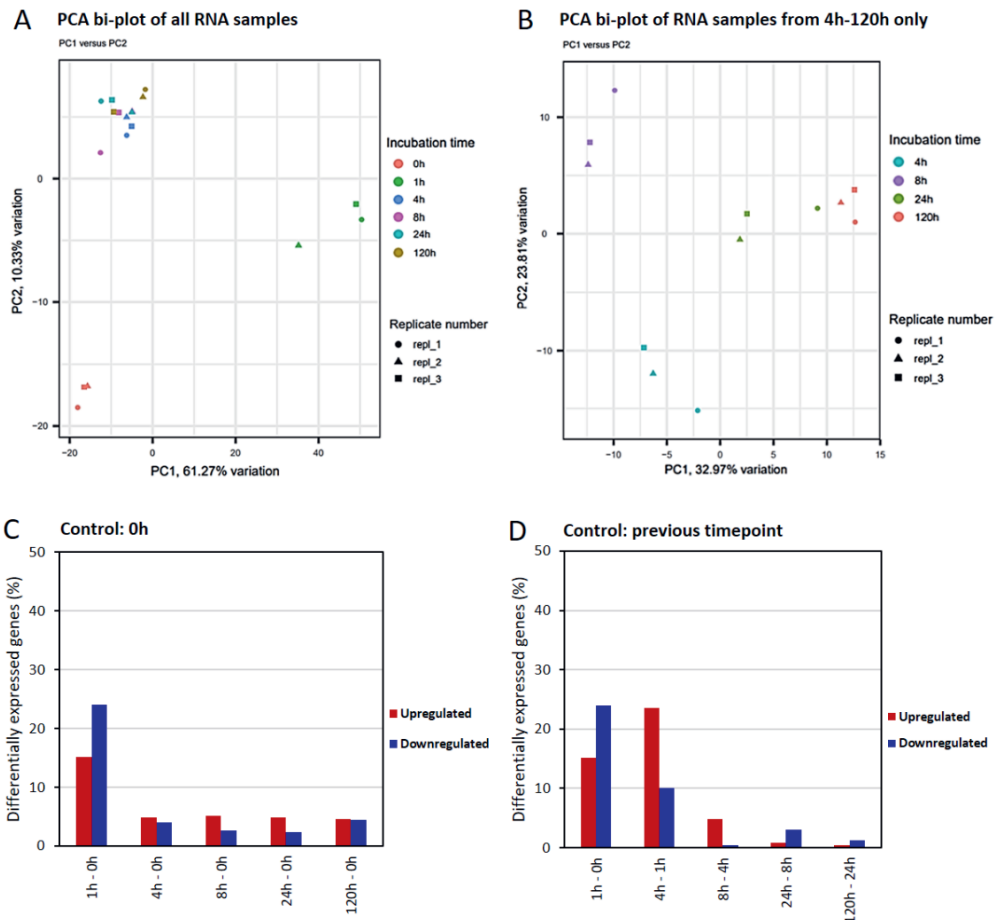 A
PCA bi-plot of all RNA samples
PC1 versus PC2
0
−10
−20
−20
0
20
40
PC2, 10.33% variation
PC1, 61.27% variation
Incubation time
0h
1h
4h
8h
24h
120h
Replicate number
repl_1
repl_2
repl_3
B
PCA bi-plot of RNA samples from 4h-120h only
PC1 versus PC2
10
0
−10
−10
−5
0
5
10
15
PC2, 23.81% variation
PC1, 32.97% variation
Incubation time
4h
8h
24h
120h
Replicate number
repl_1
repl_2
repl_3
C
Control: 0h
Differentially expressed genes (%)
50
40
30
20
10
0
1h - 0h
4h - 0h
8h - 0h
24h - 0h
120h - 0h
Upregulated
Downregulated
D
Control: previous timepoint
Differentially expressed genes (%)
50
40
30
20
10
0
1h - 0h
4h - 1h
8h - 4h
24h - 8h
120h - 24h
Upregulated
Downregulated